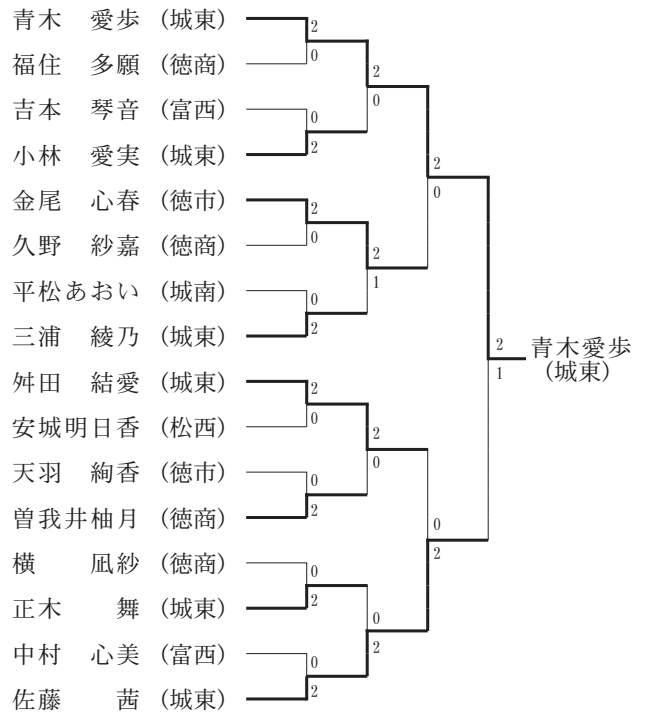 青木 愛歩 (城東)
福住 多願 (徳商)
吉本 琴音 (富西)
小林 愛実 (城東)
金尾 心春 (徳市)
久野 紗嘉 (徳商)
平松あおい (城南)
三浦 綾乃 (城東)
舛田 結愛 (城東)
安城明日香 (松西)
天羽 絢香 (徳市)
曽我井柚月 (徳商)
横 凪紗 (徳商)
正木 舞 (城東)
中村 心美 (富西)
佐藤 茜 (城東)
2
0
0
2
2
0
0
2
2
0
0
2
0
2
0
2
2
0
2
1
2
0
0
2
2
0
0
2
2
1
青木愛歩
(城東)